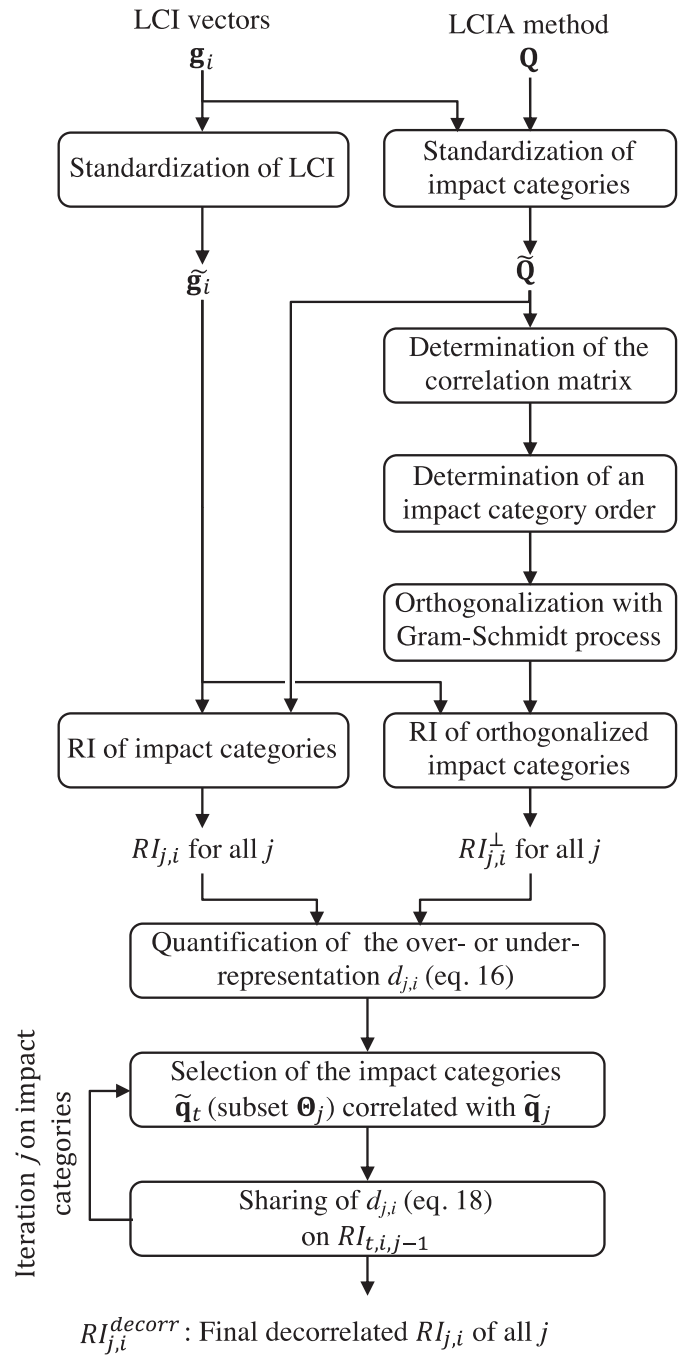 LCI vectors
𝐠ᵢ
LCIA method
𝐐
Standardization of LCI
Standardization of
impact categories
𝐠̃ᵢ
𝐐̃
Determination of the
correlation matrix
Determination of an
impact category order
Orthogonalization with
Gram-Schmidt process
RI of impact categories
RI of orthogonalized
impact categories
RI_{j,i} for all j
RI^{⊥}_{j,i} for all j
Quantification of the over- or under-
representation d_{j,i} (eq. 16)
Iteration j on impact
categories
Selection of the impact categories
𝐪̃_t (subset 𝚯_j) correlated with 𝐪̃_j
Sharing of d_{j,i} (eq. 18)
on RI_{t,i,j−1}
RI^{decorr}_{j,i} : Final decorrelated RI_{j,i} of all j